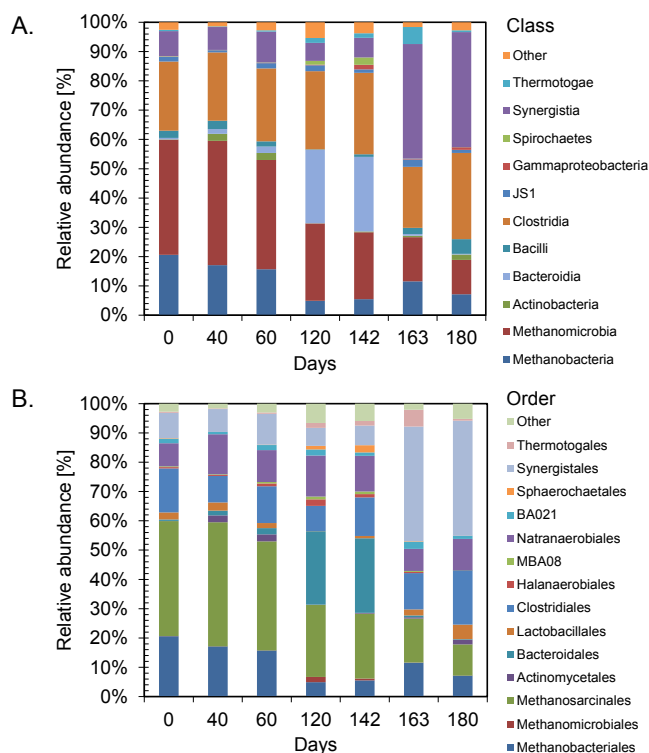 A.
Class
100%
90%
80%
70%
60%
50%
40%
30%
20%
10%
0%
Relative abundance [%]
0 40 60 120 142 163 180
Days
Other
Thermotogae
Synergistia
Spirochaetes
Gammaproteobacteria
JS1
Clostridia
Bacilli
Bacteroidia
Actinobacteria
Methanomicrobia
Methanobacteria
B.
Order
100%
90%
80%
70%
60%
50%
40%
30%
20%
10%
0%
Relative abundance [%]
0 40 60 120 142 163 180
Days
Other
Thermotogales
Synergistales
Sphaerochaetales
BA021
Natranaerobiales
MBA08
Halanaerobiales
Clostridiales
Lactobacillales
Bacteroidales
Actinomycetales
Methanosarcinales
Methanomicrobiales
Methanobacteriales